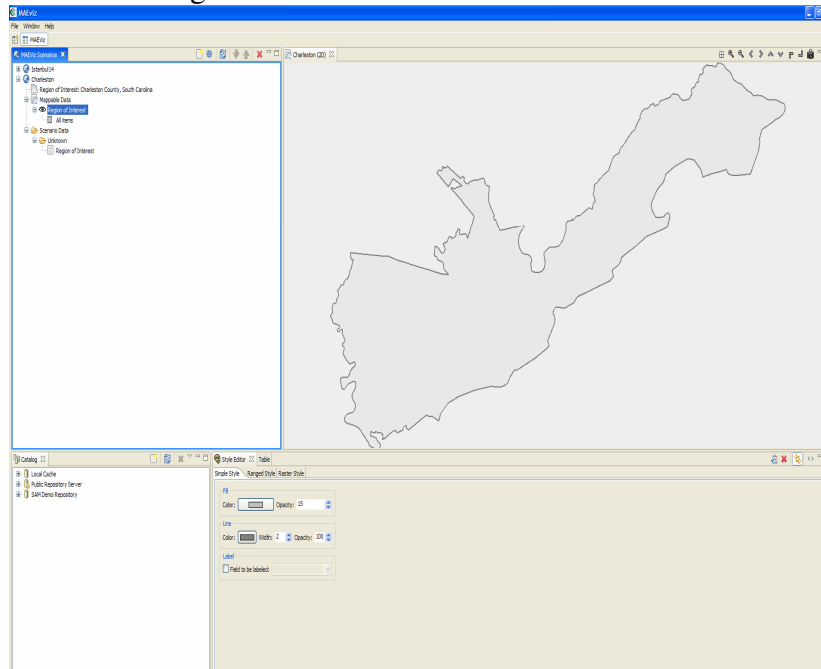 MAEviz
File Window Help
MAEViz
MAEviz Scenarios
Charleston (2D)
Istanbul14
Charleston
Region of Interest: Charleston County, South Carolina
Mappable Data
Region of Interest
All items
Scenario Data
Unknown
Region of Interest
Catalog
Local Cache
Public Repository Server
SAM Demo Repository
Style Editor Table
Simple Style Ranged Style Raster Style
Fill
Color: Opacity: 15
Line
Color: Width: 2 Opacity: 100
Label
Field to be labeled: